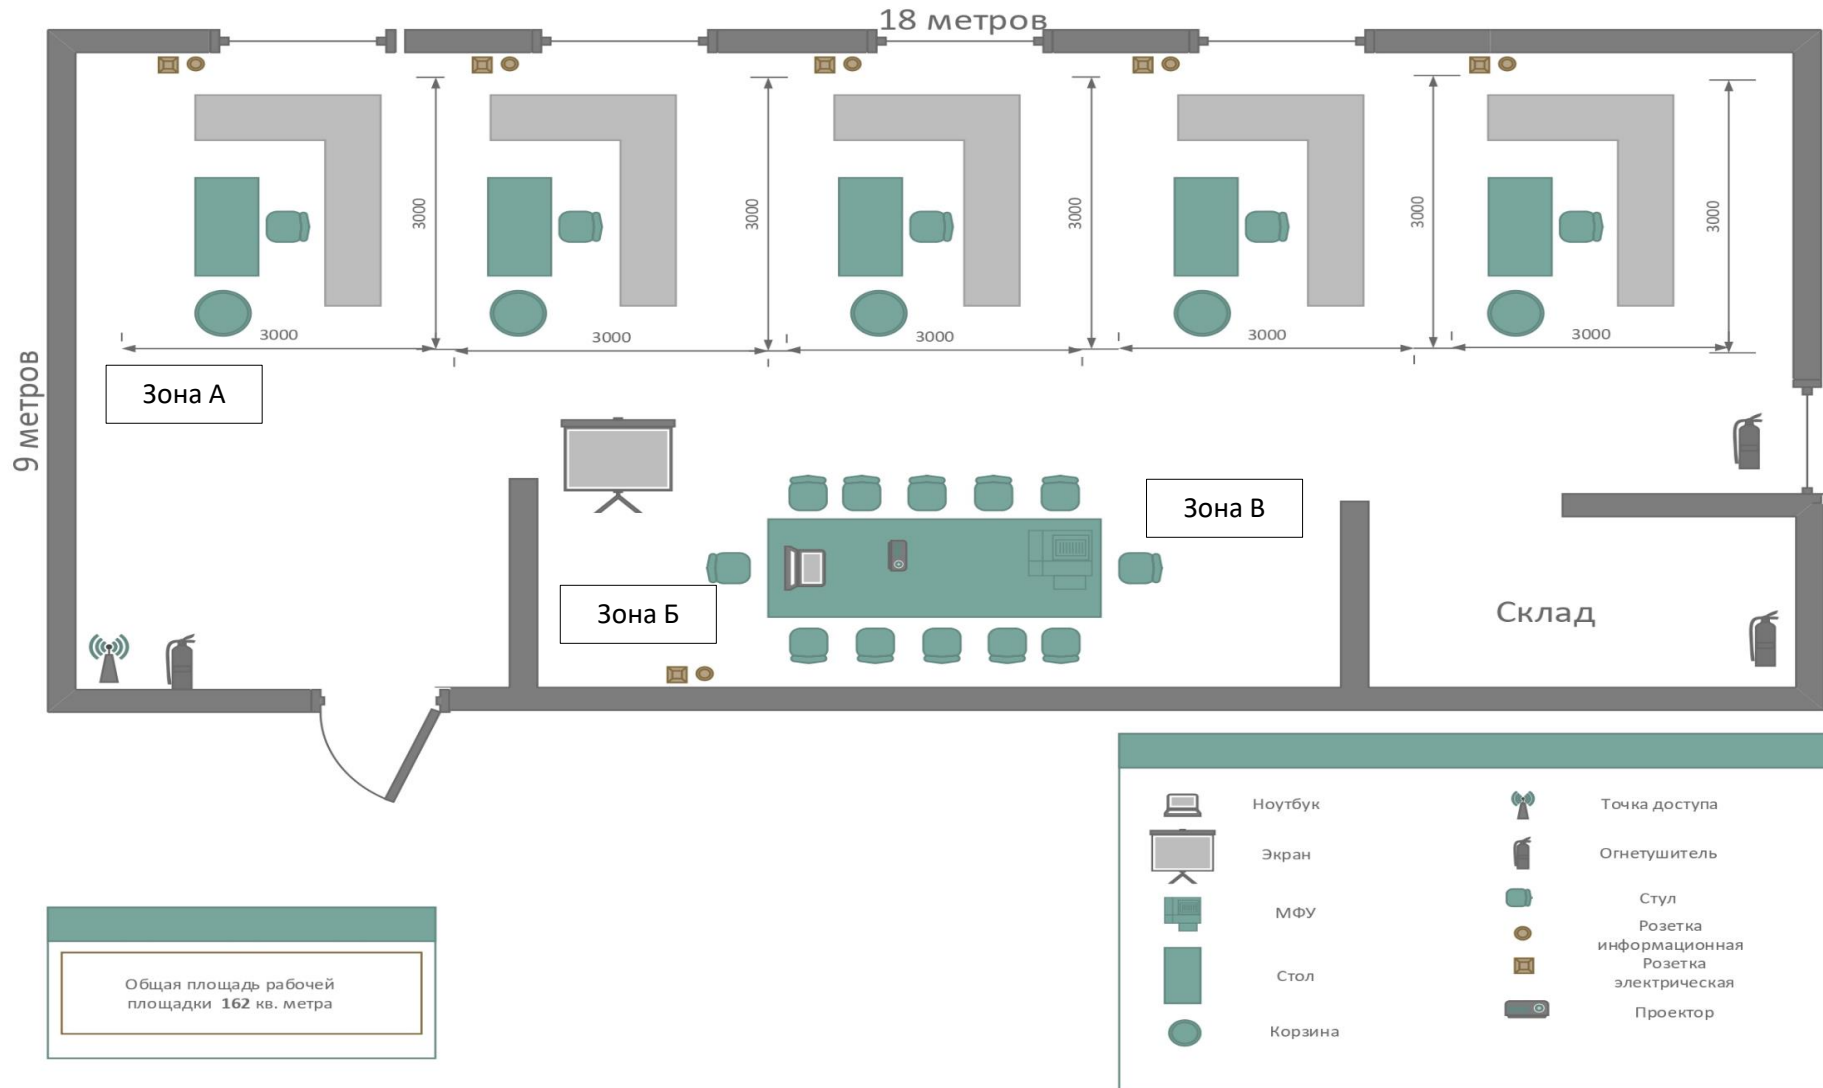 18 метров
9 метров
3000
3000
3000
3000
3000
3000
3000
3000
3000
3000
Зона А
Зона В
Зона Б
Склад
Ноутбук
Экран
МФУ
Стол
Корзина
Точка доступа
Огнетушитель
Стул
Розетка
информационная
Розетка
электрическая
Проектор
Общая площадь рабочей
площадки 162 кв. метра